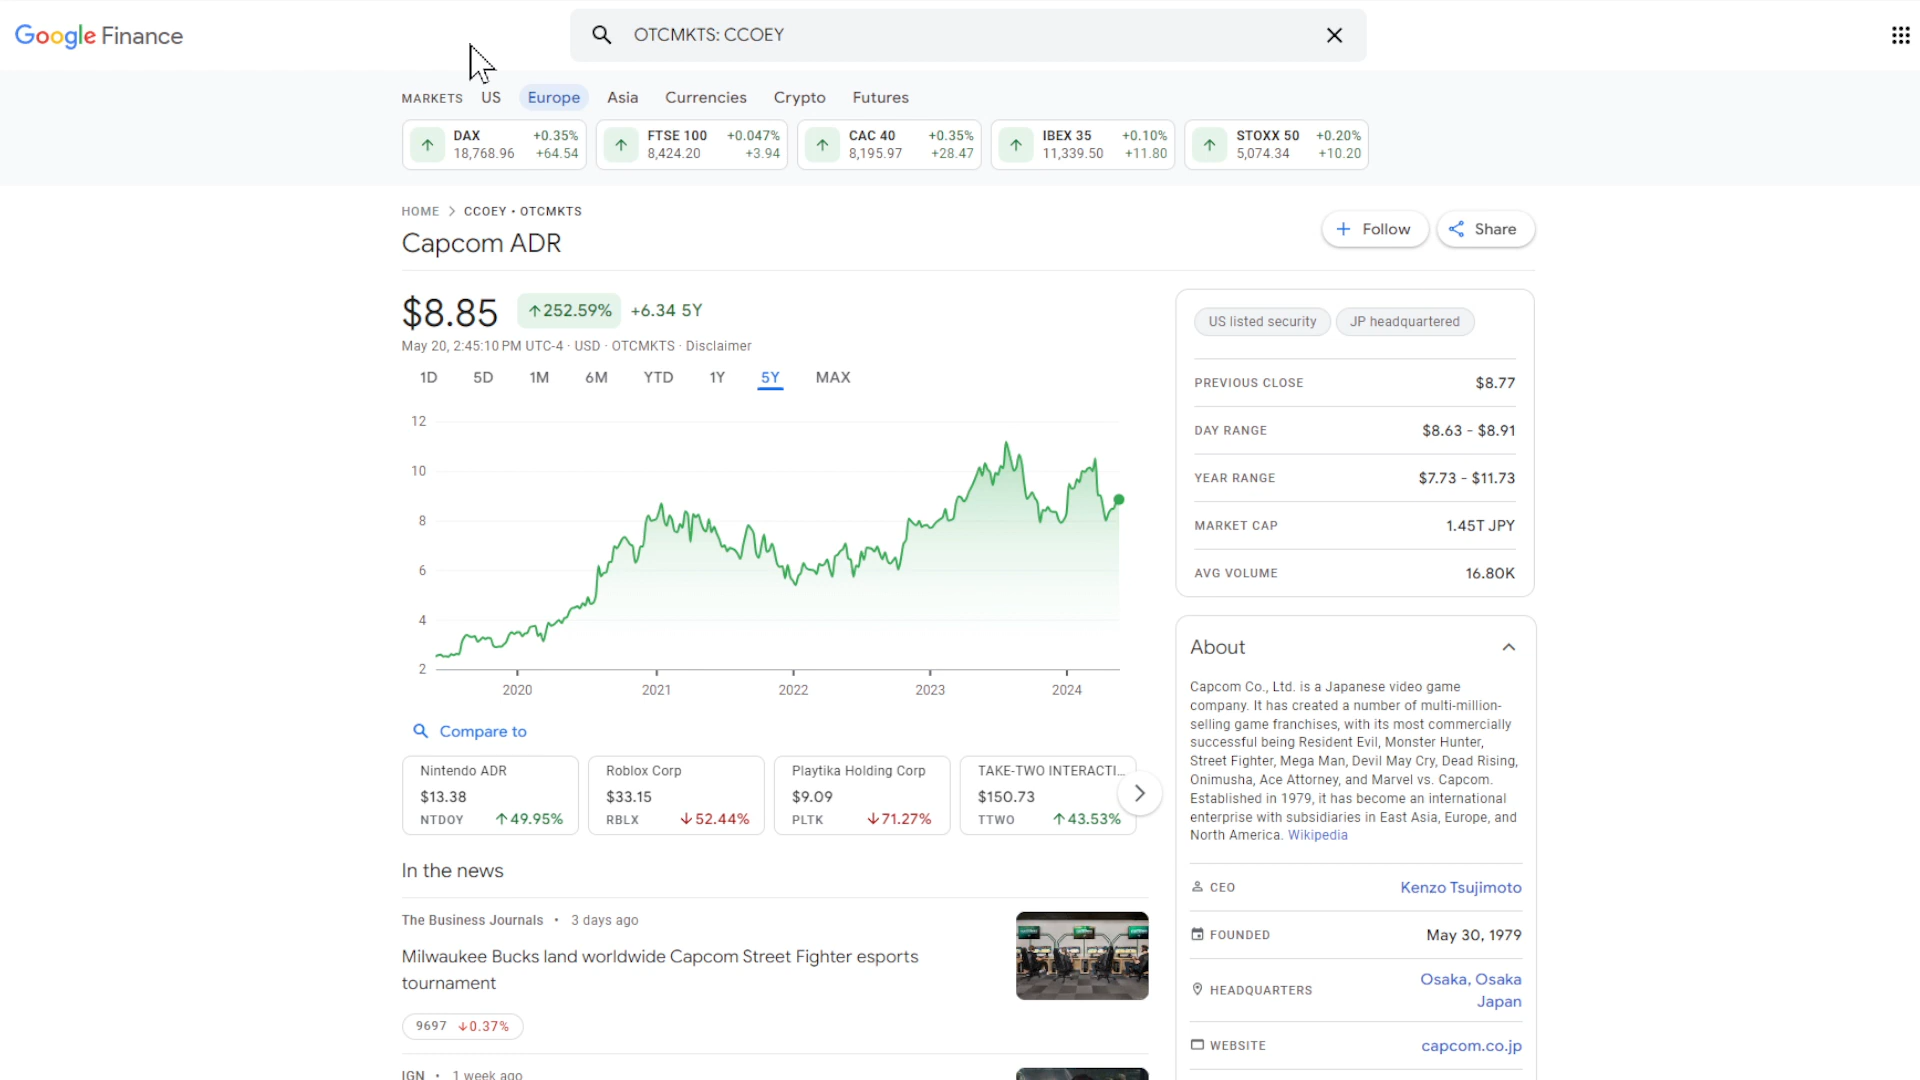 Google Finance
OTCMKTS: CCOEY
MARKETS US Europe Asia Currencies Crypto Futures
DAX +0.35%
18,768.96 +64.54
FTSE 100 +0.047%
8,424.20 +3.94
CAC 40 +0.35%
8,195.97 +28.47
IBEX 35 +0.10%
11,339.50 +11.80
STOXX 50 +0.20%
5,074.34 +10.20
HOME > CCOEY • OTCMKTS
Capcom ADR
Follow
Share
$8.85 ↑252.59% +6.34 5Y
May 20, 2:45:10 PM UTC-4 · USD · OTCMKTS · Disclaimer
1D 5D 1M 6M YTD 1Y 5Y MAX
12
10
8
6
4
2
2020 2021 2022 2023 2024
Compare to
Nintendo ADR
$13.38
NTDOY ↑49.95%
Roblox Corp
$33.15
RBLX ↓52.44%
Playtika Holding Corp
$9.09
PLTK ↓71.27%
TAKE-TWO INTERACTI...
$150.73
TTWO ↑43.53%
In the news
The Business Journals • 3 days ago
Milwaukee Bucks land worldwide Capcom Street Fighter esports
tournament
9697 ↓0.37%
IGN • 1 week ago
US listed security JP headquartered
PREVIOUS CLOSE $8.77
DAY RANGE $8.63 - $8.91
YEAR RANGE $7.73 - $11.73
MARKET CAP 1.45T JPY
AVG VOLUME 16.80K
About
Capcom Co., Ltd. is a Japanese video game
company. It has created a number of multi-million-
selling game franchises, with its most commercially
successful being Resident Evil, Monster Hunter,
Street Fighter, Mega Man, Devil May Cry, Dead Rising,
Onimusha, Ace Attorney, and Marvel vs. Capcom.
Established in 1979, it has become an international
enterprise with subsidiaries in East Asia, Europe, and
North America. Wikipedia
CEO Kenzo Tsujimoto
FOUNDED May 30, 1979
HEADQUARTERS Osaka, Osaka
Japan
WEBSITE capcom.co.jp